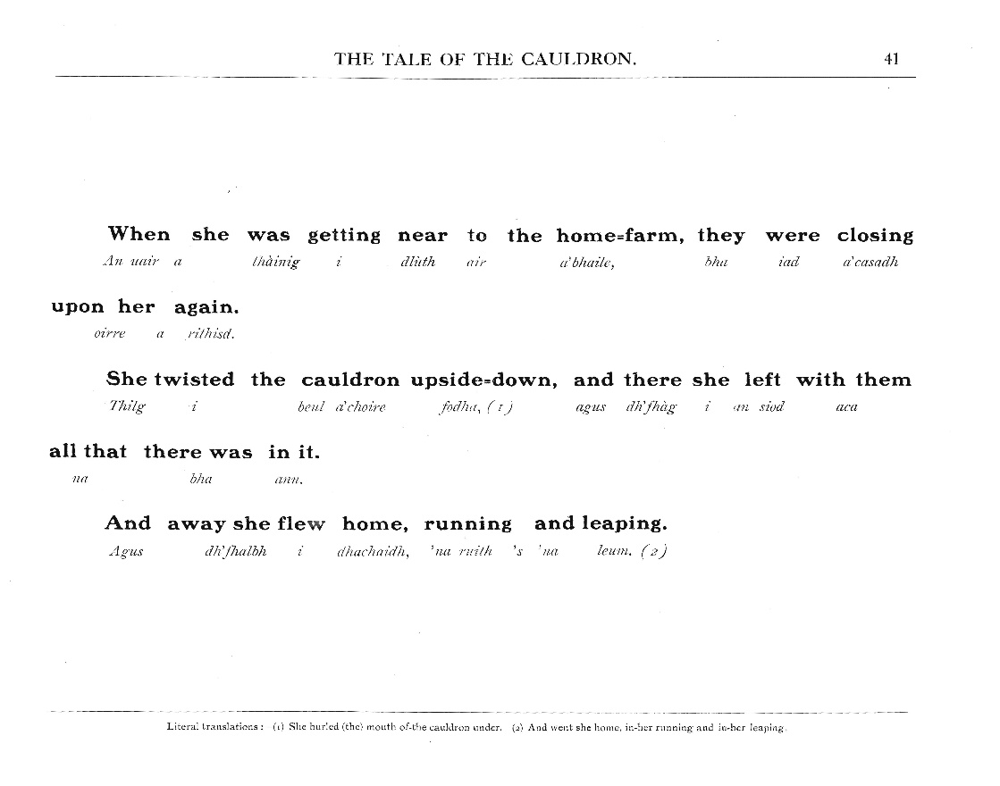 THE TALE OF THE CAULDRON. 41
When she was getting near to the home=farm, they were closing
An uair a thàinig i dlùth air a'bhaile, bha iad a'casadh
upon her again.
oirre a rithisd.
She twisted the cauldron upside=down, and there she left with them
Thilg i beul a'choire fodha, (1) agus dh'fhàg i an siod aca
all that there was in it.
na bha ann.
And away she flew home, running and leaping.
Agus dh'fhalbh i dhachaidh, 'na ruith 's 'na leum. (2)
Literal translations : (1) She hurled (the) mouth of-the cauldron under. (2) And went she home, in-her running and in-her leaping.